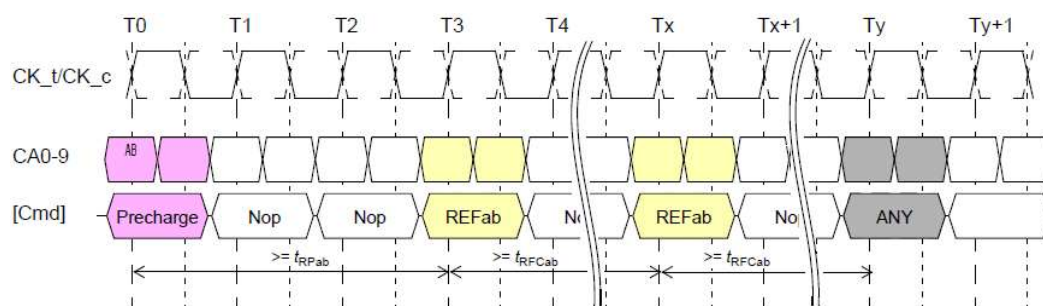 T0 T1 T2 T3 T4 Tx Tx+1 Ty Ty+1
CK_t/CK_c
CA0-9 AB
[Cmd] Precharge Nop Nop REFab REFab ANY
>= tRPab >= tRFCab >= tRFCab